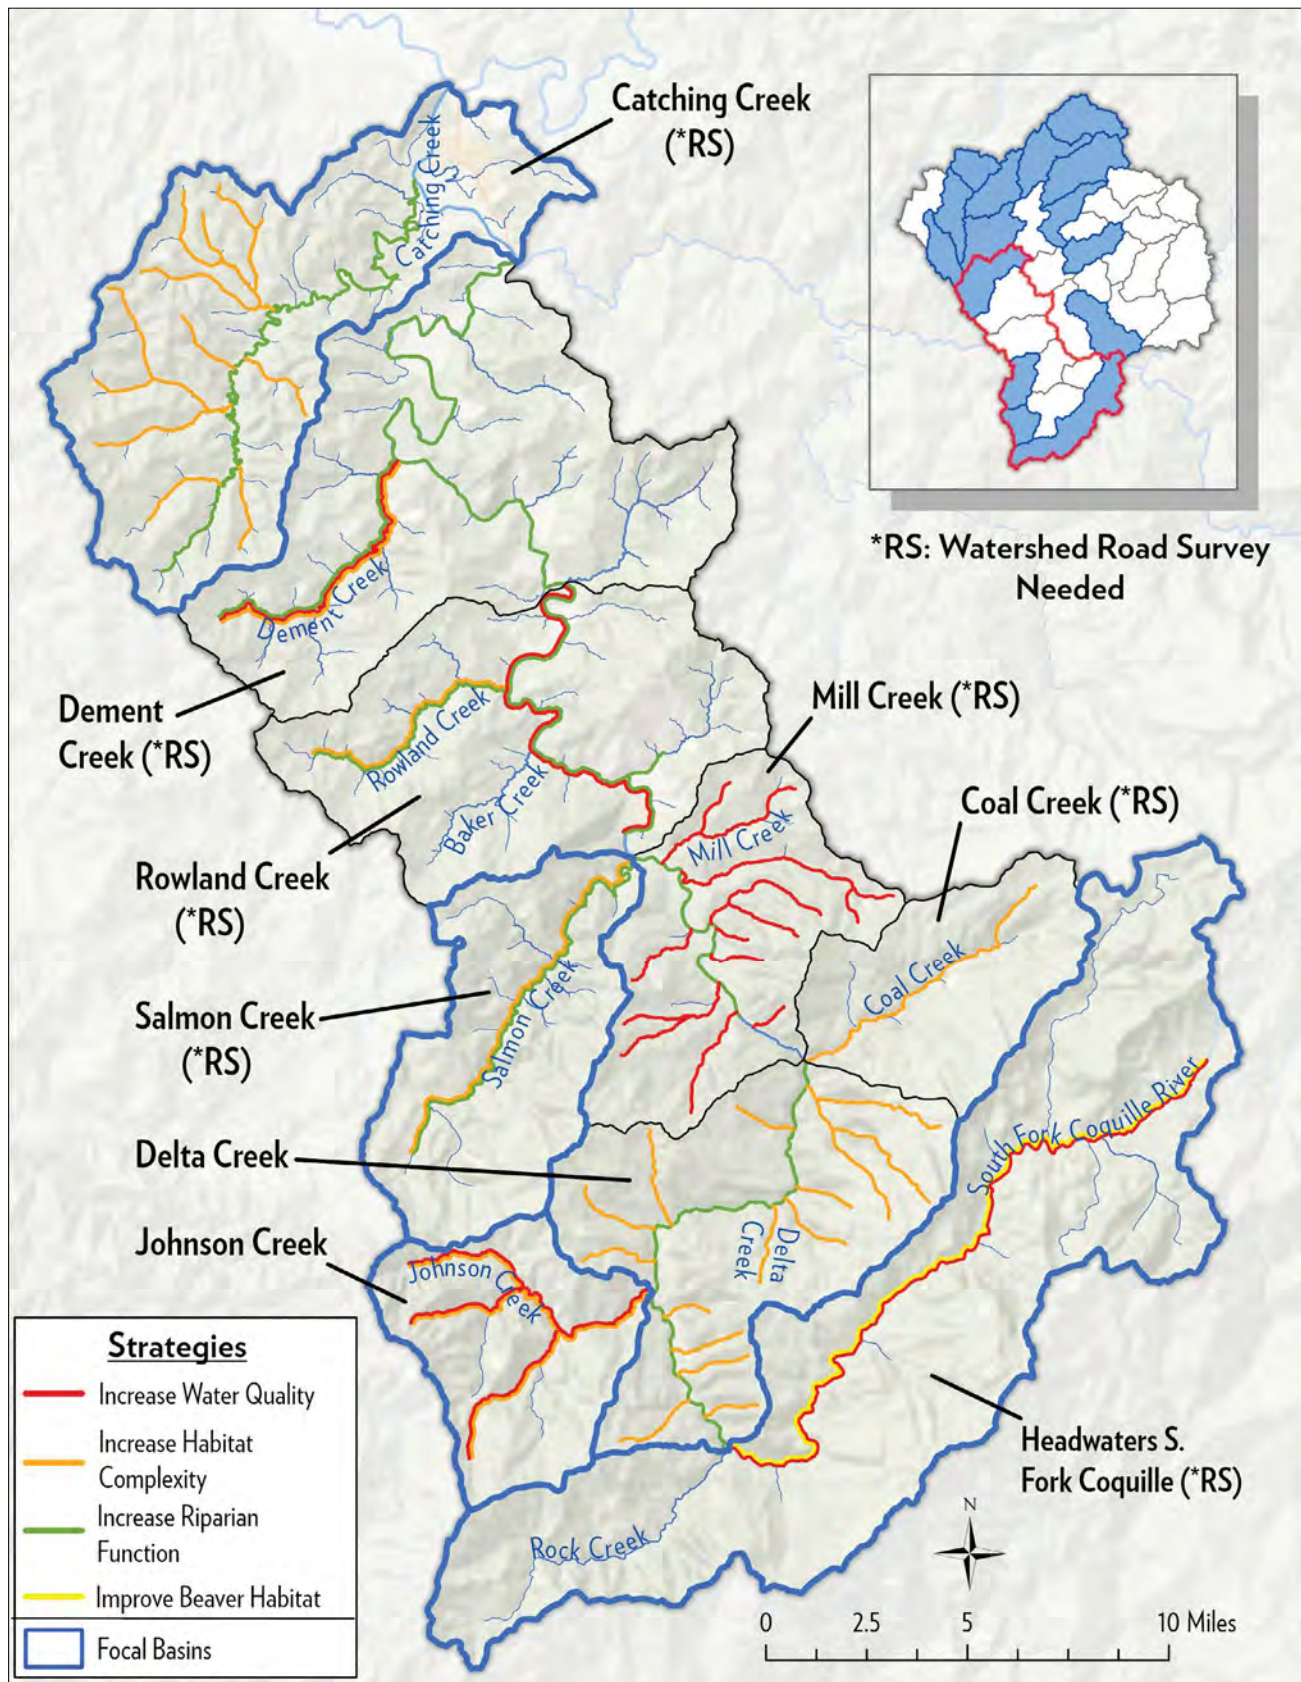 Catching Creek
(*RS)
Catching Creek
*RS: Watershed Road Survey
Needed
Dement Creek
Dement
Creek (*RS)
Mill Creek (*RS)
Rowland Creek
Baker Creek
Mill Creek
Coal Creek (*RS)
Rowland Creek
(*RS)
Coal Creek
Salmon Creek
(*RS)
Salmon Creek
South Fork Coquille River
Delta Creek
Delta
Creek
Johnson Creek
Johnson Creek
Strategies
Increase Water Quality
Increase Habitat
Complexity
Increase Riparian
Function
Improve Beaver Habitat
Focal Basins
Headwaters S.
Fork Coquille (*RS)
Rock Creek
N
0 2.5 5 10 Miles